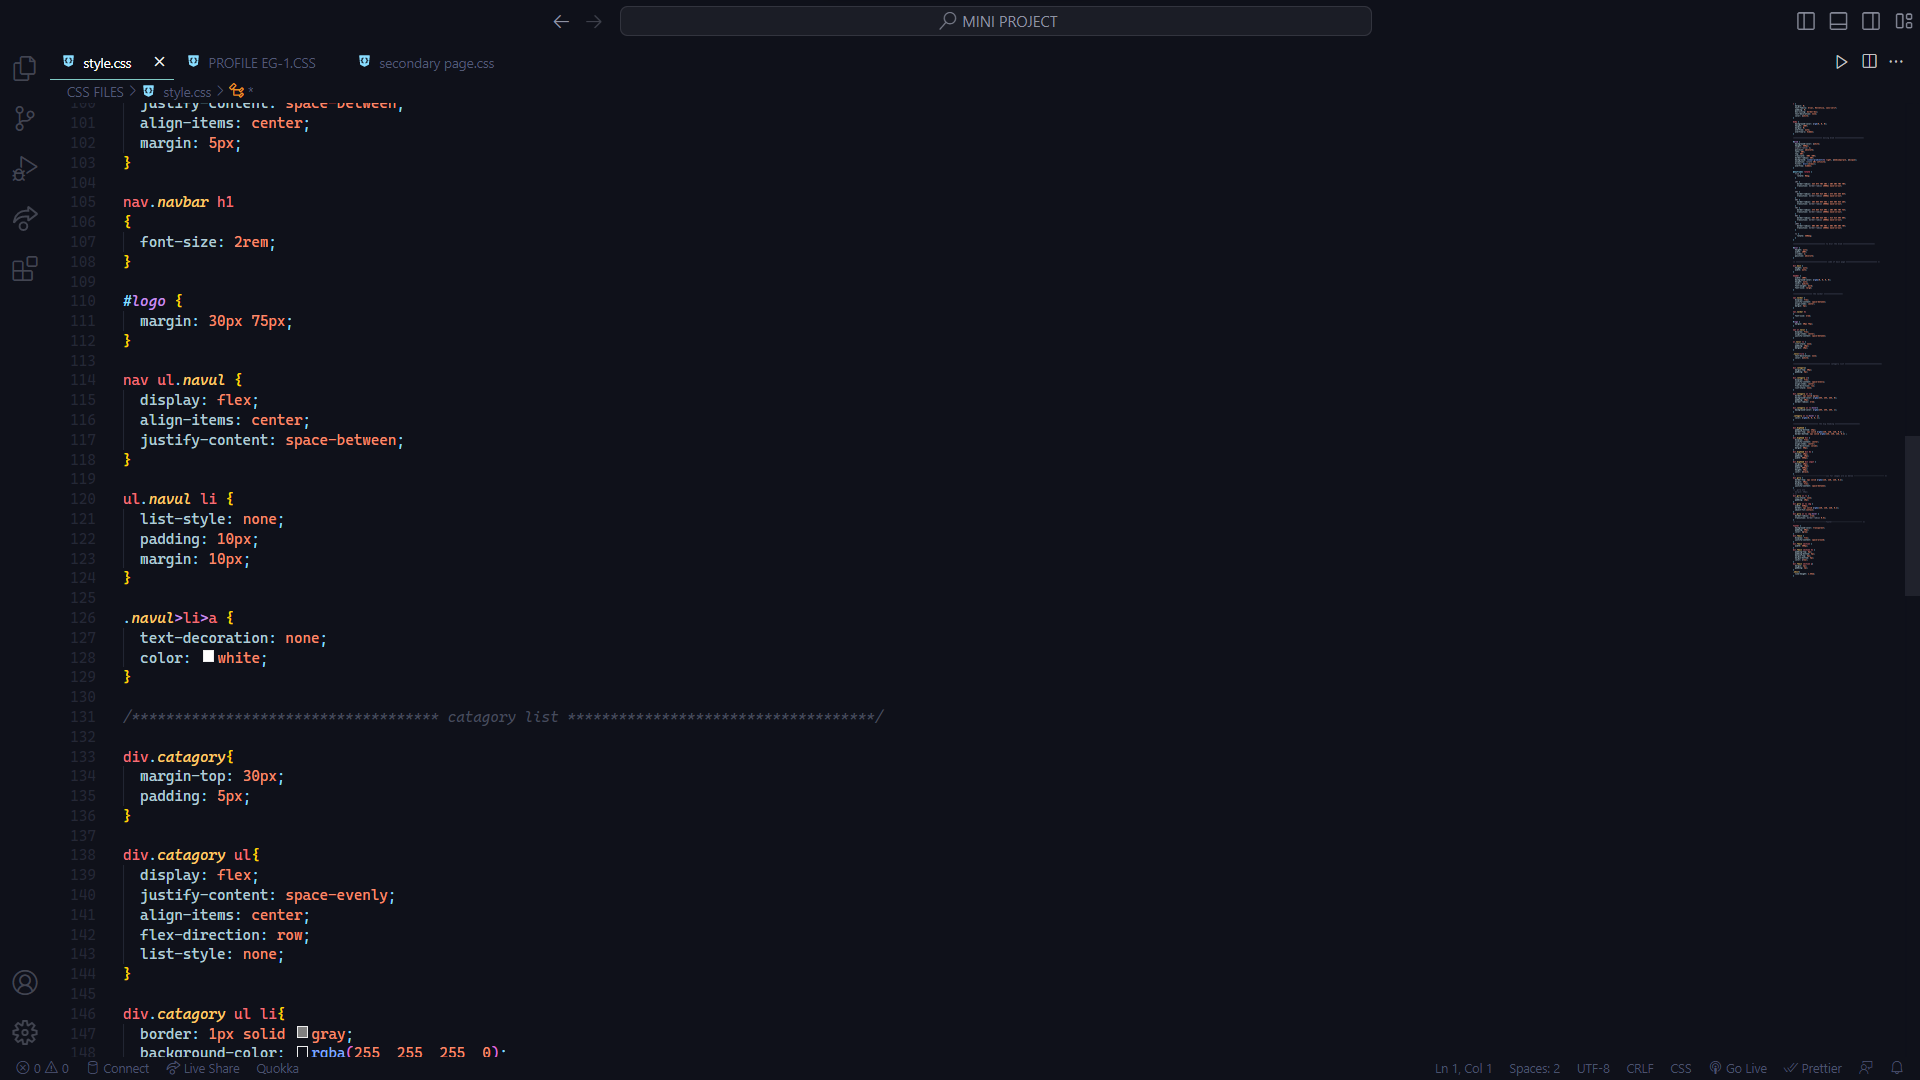 MINI PROJECT
style.css
PROFILE EG-1.CSS
secondary page.css
CSS FILES > style.css > *
100 justify-content: space-between;
101 align-items: center;
102 margin: 5px;
103 }
104
105 nav.navbar h1
106 {
107 font-size: 2rem;
108 }
109
110 #logo {
111 margin: 30px 75px;
112 }
113
114 nav ul.navul {
115 display: flex;
116 align-items: center;
117 justify-content: space-between;
118 }
119
120 ul.navul li {
121 list-style: none;
122 padding: 10px;
123 margin: 10px;
124 }
125
126 .navul>li>a {
127 text-decoration: none;
128 color: white;
129 }
130
131 /************************************ catagory list ************************************/
132
133 div.catagory{
134 margin-top: 30px;
135 padding: 5px;
136 }
137
138 div.catagory ul{
139 display: flex;
140 justify-content: space-evenly;
141 align-items: center;
142 flex-direction: row;
143 list-style: none;
144 }
145
146 div.catagory ul li{
147 border: 1px solid gray;
148 background-color: rgba(255, 255, 255, 0);
0 0 Connect Live Share Quokka Ln 1, Col 1 Spaces: 2 UTF-8 CRLF CSS Go Live Prettier